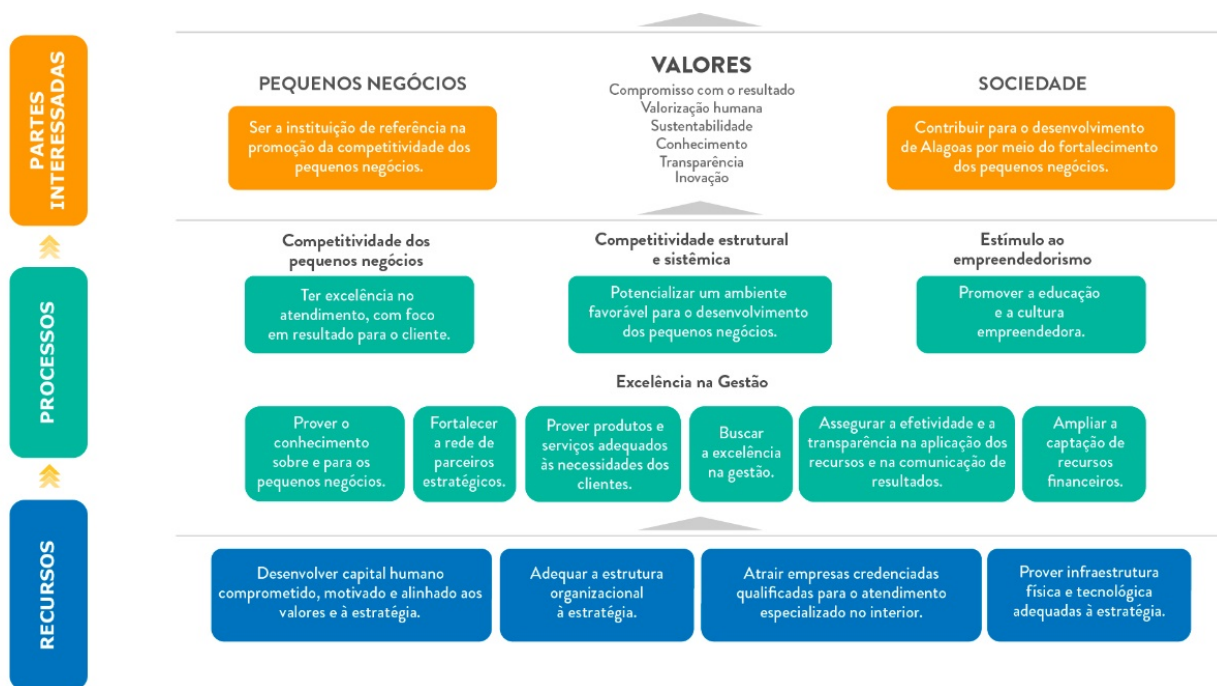 PARTES
INTERESSADAS
PEQUENOS NEGÓCIOS
Ser a instituição de referência na
promoção da competitividade dos
pequenos negócios.
VALORES
Compromisso com o resultado
Valorização humana
Sustentabilidade
Conhecimento
Transparência
Inovação
SOCIEDADE
Contribuir para o desenvolvimento
de Alagoas por meio do fortalecimento
dos pequenos negócios.
PROCESSOS
Competitividade dos
pequenos negócios
Ter excelência no
atendimento, com foco
em resultado para o cliente.
Competitividade estrutural
e sistêmica
Potencializar um ambiente
favorável para o desenvolvimento
dos pequenos negócios.
Estímulo ao
empreendedorismo
Promover a educação
e a cultura
empreendedora.
Excelência na Gestão
Prover o
conhecimento
sobre e para os
pequenos negócios.
Fortalecer
a rede de
parceiros
estratégicos.
Prover produtos e
serviços adequados
às necessidades dos
clientes.
Buscar
a excelência
na gestão.
Assegurar a efetividade e a
transparência na aplicação dos
recursos e na comunicação de
resultados.
Ampliar a
captação de
recursos
financeiros.
RECURSOS
Desenvolver capital humano
comprometido, motivado e alinhado aos
valores e à estratégia.
Adequar a estrutura
organizacional
à estratégia.
Atrair empresas credenciadas
qualificadas para o atendimento
especializado no interior.
Prover infraestrutura
física e tecnológica
adequadas à estratégia.